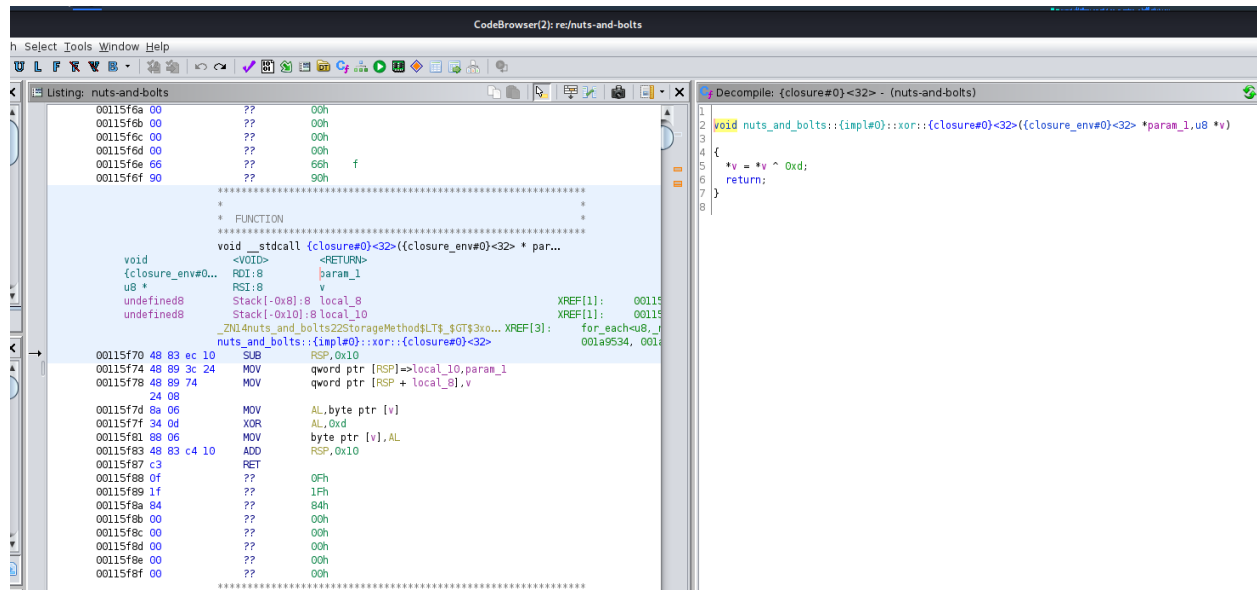 CodeBrowser(2): re:/nuts-and-bolts
h Select Tools Window Help
U L F B
Listing: nuts-and-bolts
00115f6a 00 ?? 00h
00115f6b 00 ?? 00h
00115f6c 00 ?? 00h
00115f6d 00 ?? 00h
00115f6e 66 ?? 66h f
00115f6f 90 ?? 90h
**************************************************************
* *
* FUNCTION *
**************************************************************
void __stdcall {closure#0}<32>({closure_env#0}<32> * par...
void <VOID> <RETURN>
{closure_env#0... RDI:8 param_1
u8 * RSI:8 v
undefined8 Stack[-0x8]:8 local_8 XREF[1]: 00115
undefined8 Stack[-0x10]:8 local_10 XREF[1]: 00115
_ZN14nuts_and_bolts22StorageMethod$LT$_$GT$3xo... XREF[3]: for_each<u8,_
nuts_and_bolts::{impl#0}::xor::{closure#0}<32> 001a9534, 001a
00115f70 48 83 ec 10 SUB RSP,0x10
00115f74 48 89 3c 24 MOV qword ptr [RSP]=>local_10,param_1
00115f78 48 89 74 MOV qword ptr [RSP + local_8],v
24 08
00115f7d 8a 06 MOV AL,byte ptr [v]
00115f7f 34 0d XOR AL,0xd
00115f81 88 06 MOV byte ptr [v],AL
00115f83 48 83 c4 10 ADD RSP,0x10
00115f87 c3 RET
00115f88 0f ?? 0Fh
00115f89 1f ?? 1Fh
00115f8a 84 ?? 84h
00115f8b 00 ?? 00h
00115f8c 00 ?? 00h
00115f8d 00 ?? 00h
00115f8e 00 ?? 00h
00115f8f 00 ?? 00h
**************************************************************
Decompile: {closure#0}<32> - (nuts-and-bolts)
1
2 void nuts_and_bolts::{impl#0}::xor::{closure#0}<32>({closure_env#0}<32> *param_1,u8 *v)
3
4 {
5 *v = *v ^ 0xd;
6 return;
7 }
8